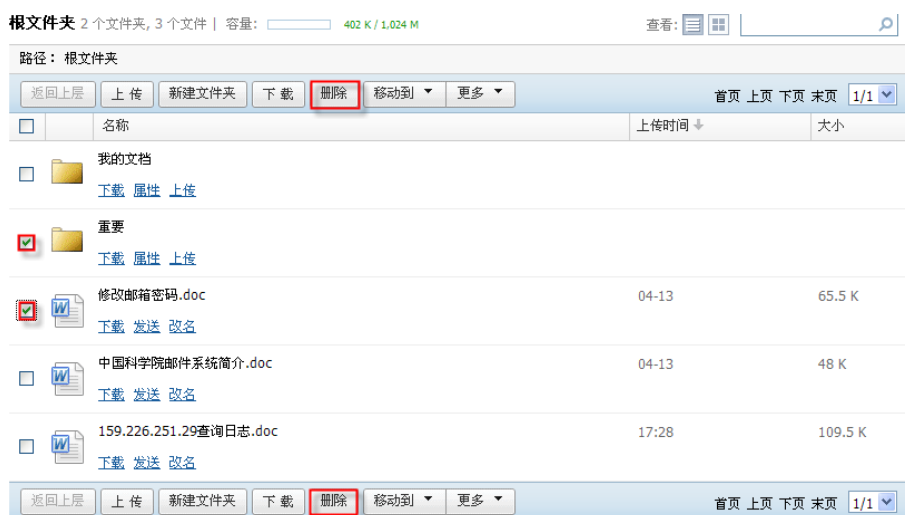 根文件夹 2 个文件夹, 3 个文件 | 容量: 402 K / 1,024 M 查看:
路径: 根文件夹
返回上层 上 传 新建文件夹 下 载 删除 移动到 更多 首页 上页 下页 末页 1/1
名称 上传时间 大小
我的文档
下载 属性 上传
重要
下载 属性 上传
修改邮箱密码.doc 04-13 65.5 K
下载 发送 改名
中国科学院邮件系统简介.doc 04-13 48 K
下载 发送 改名
159.226.251.29查询日志.doc 17:28 109.5 K
下载 发送 改名
返回上层 上 传 新建文件夹 下 载 删除 移动到 更多 首页 上页 下页 末页 1/1